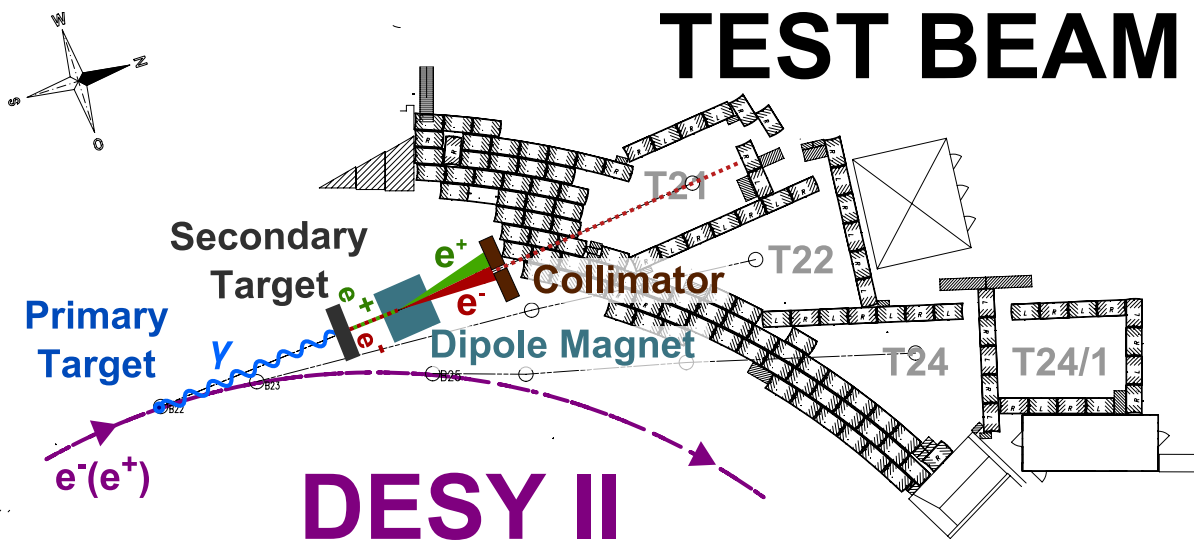 TEST BEAM
W
N
S
O
T21
Secondary
Target
e+
Collimator
T22
e-
e+
e-
Primary
Target
γ
Dipole Magnet
T24
T24/1
B22
B23
B25
e-(e+)
DESY II